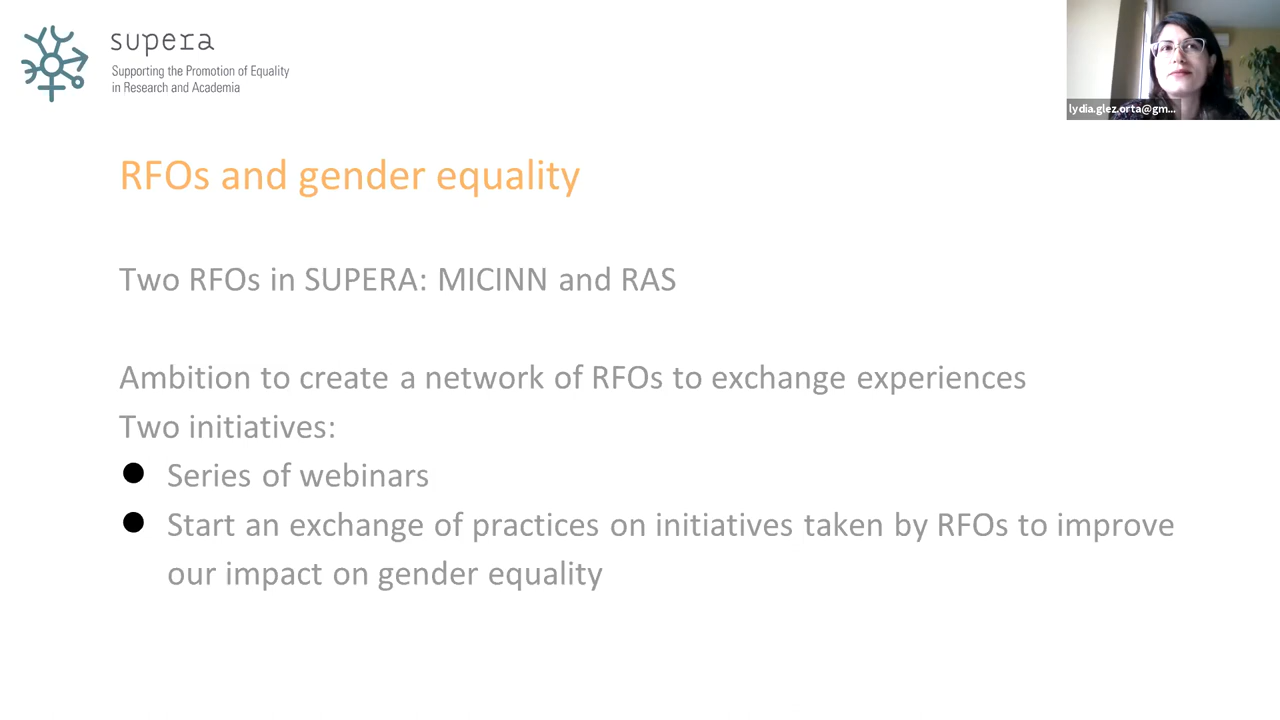 supera
Supporting the Promotion of Equality
in Research and Academia
lydia.glez.orta@gm...
RFOs and gender equality
Two RFOs in SUPERA: MICINN and RAS
Ambition to create a network of RFOs to exchange experiences
Two initiatives:
● Series of webinars
● Start an exchange of practices on initiatives taken by RFOs to improve
our impact on gender equality